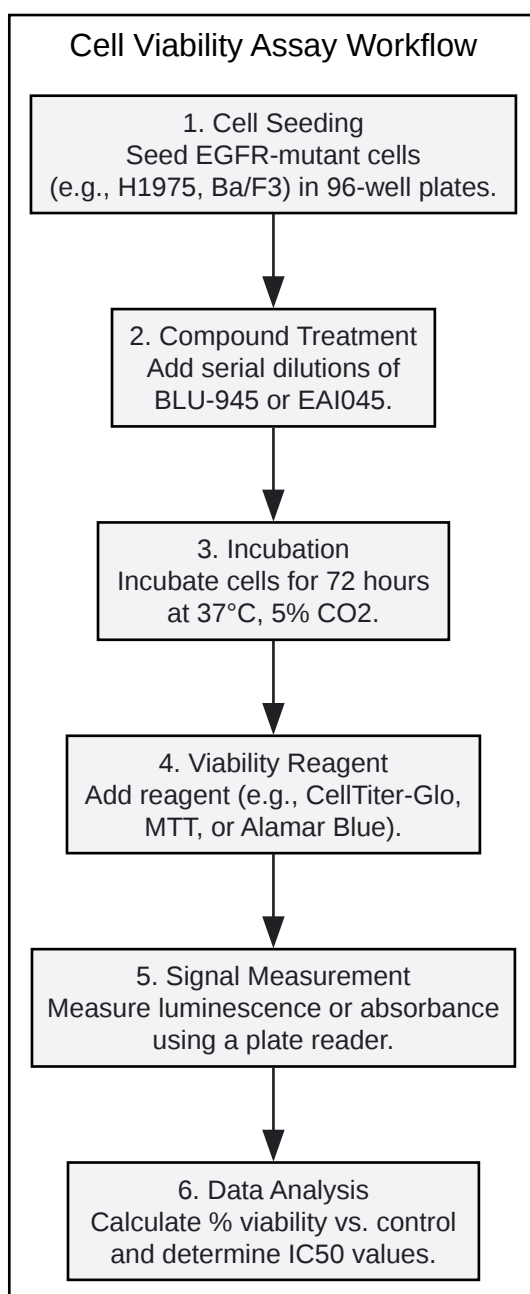 Cell Viability Assay Workflow
1. Cell Seeding
Seed EGFR-mutant cells
(e.g., H1975, Ba/F3) in 96-well plates.
2. Compound Treatment
Add serial dilutions of
BLU-945 or EAI045.
3. Incubation
Incubate cells for 72 hours
at 37°C, 5% CO2.
4. Viability Reagent
Add reagent (e.g., CellTiter-Glo,
MTT, or Alamar Blue).
5. Signal Measurement
Measure luminescence or absorbance
using a plate reader.
6. Data Analysis
Calculate % viability vs. control
and determine IC50 values.